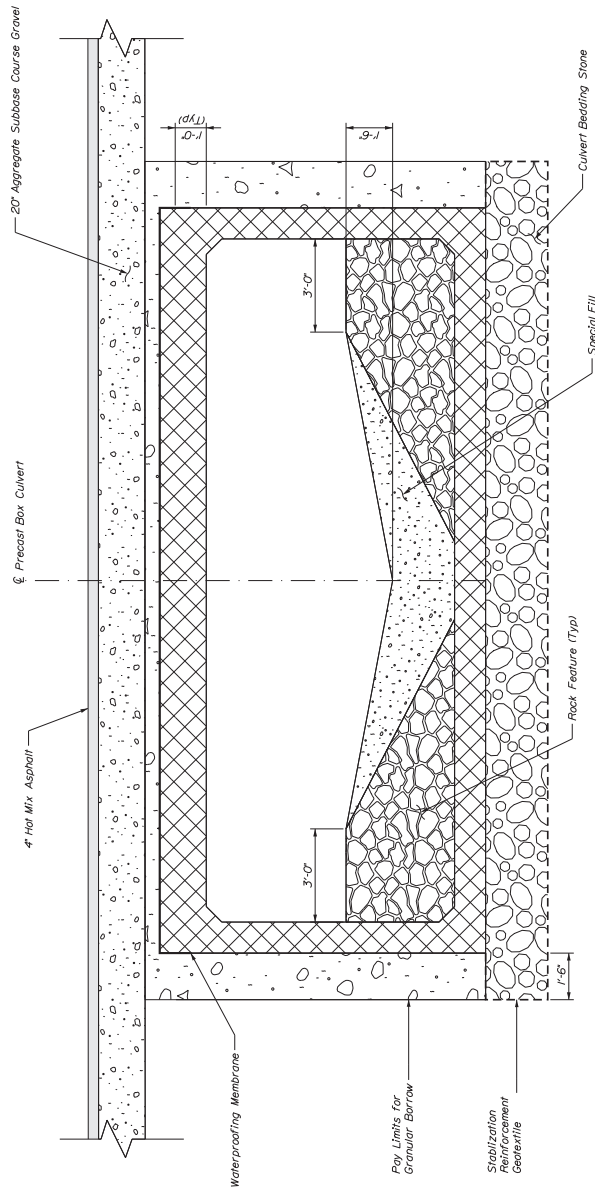 20" Aggregate Subbase Course Gravel
℄ Precast Box Culvert
4" Hot Mix Asphalt
1'-0"
(Typ)
1'-6"
3'-0"
3'-0"
Culvert Bedding Stone
Special Fill
Rock Feature (Typ)
1'-6"
Waterproofing Membrane
Pay Limits for
Granular Borrow
Stablization
Reinforcement
Geotextile